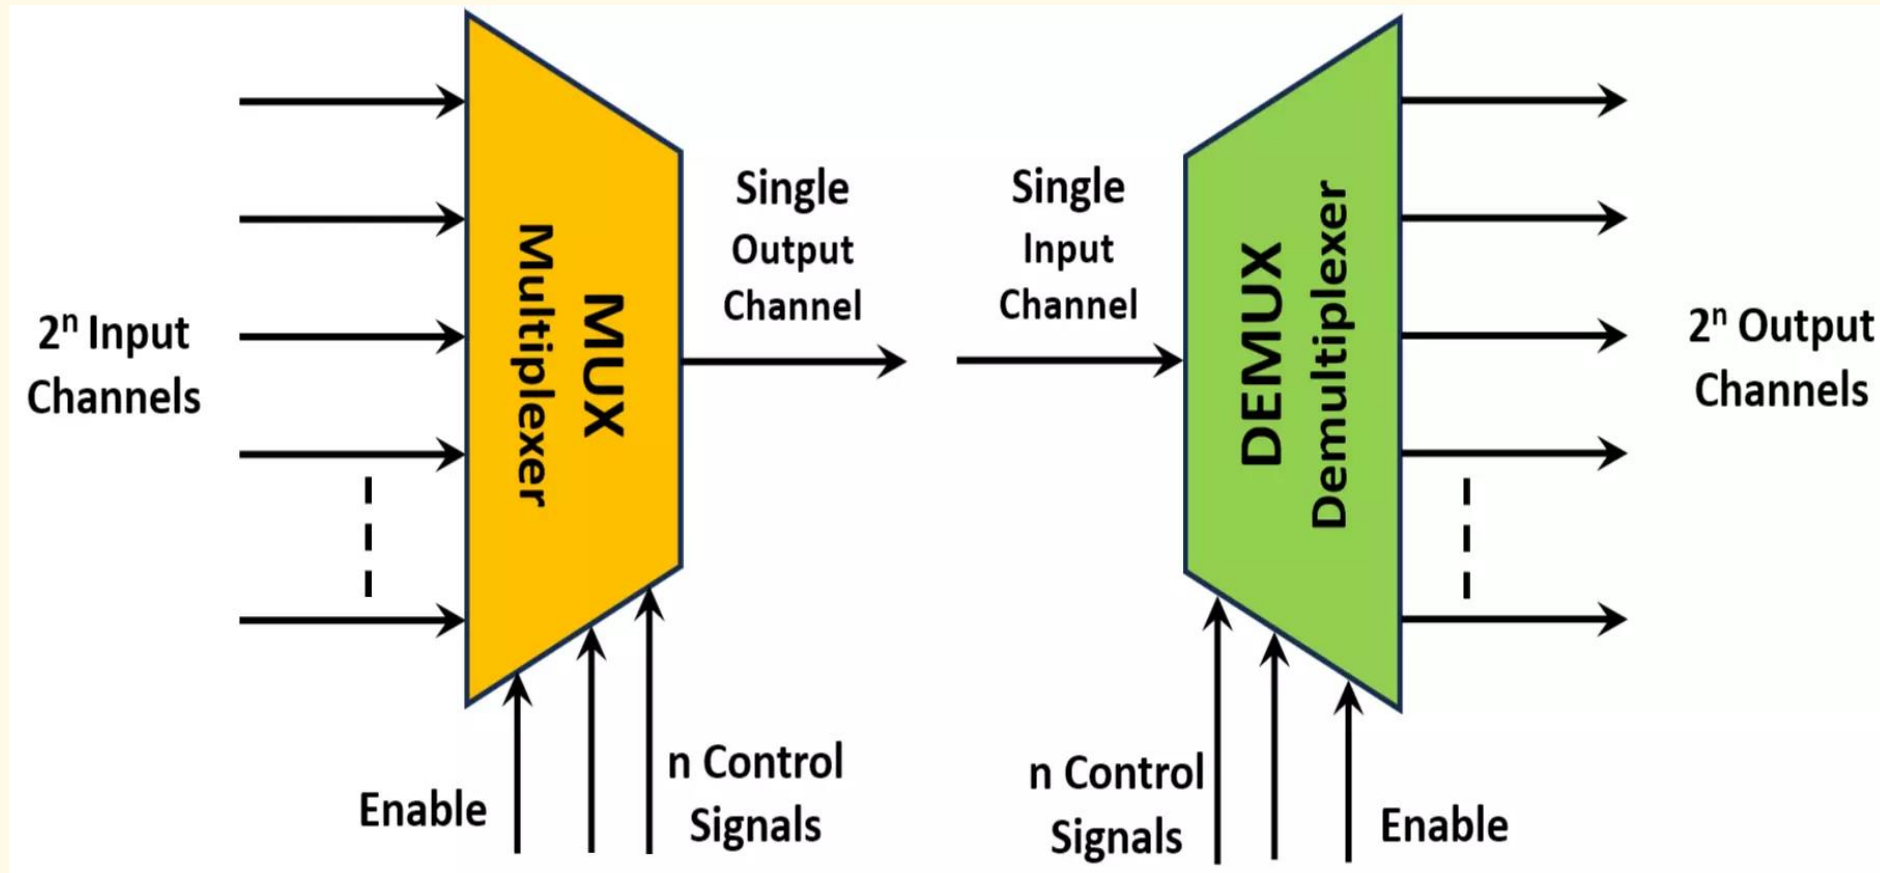 2ⁿ Input
Channels
Multiplexer
MUX
Single
Output
Channel
Enable
n Control
Signals
Single
Input
Channel
DEMUX
Demultiplexer
2ⁿ Output
Channels
n Control
Signals
Enable